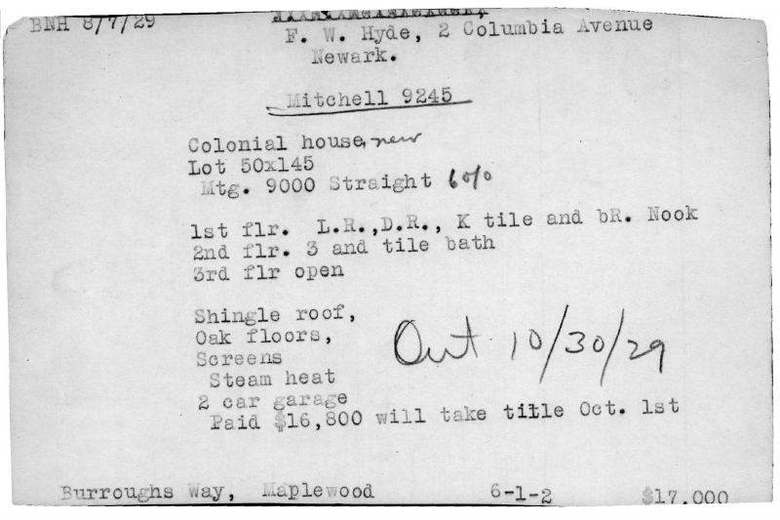 BNH 8/7/29
F. W. Hyde, 2 Columbia Avenue
Newark.
Mitchell 9245
Colonial house, new
Lot 50x145
Mtg. 9000 Straight 6%
1st flr. L.R.,D.R., K tile and bR. Nook
2nd flr. 3 and tile bath
3rd flr open
Shingle roof,
Oak floors,
Screens
Steam heat
2 car garage
Out 10/30/29
Paid $16,800 will take title Oct. 1st
Burroughs Way, Maplewood 6-1-2 $17,000